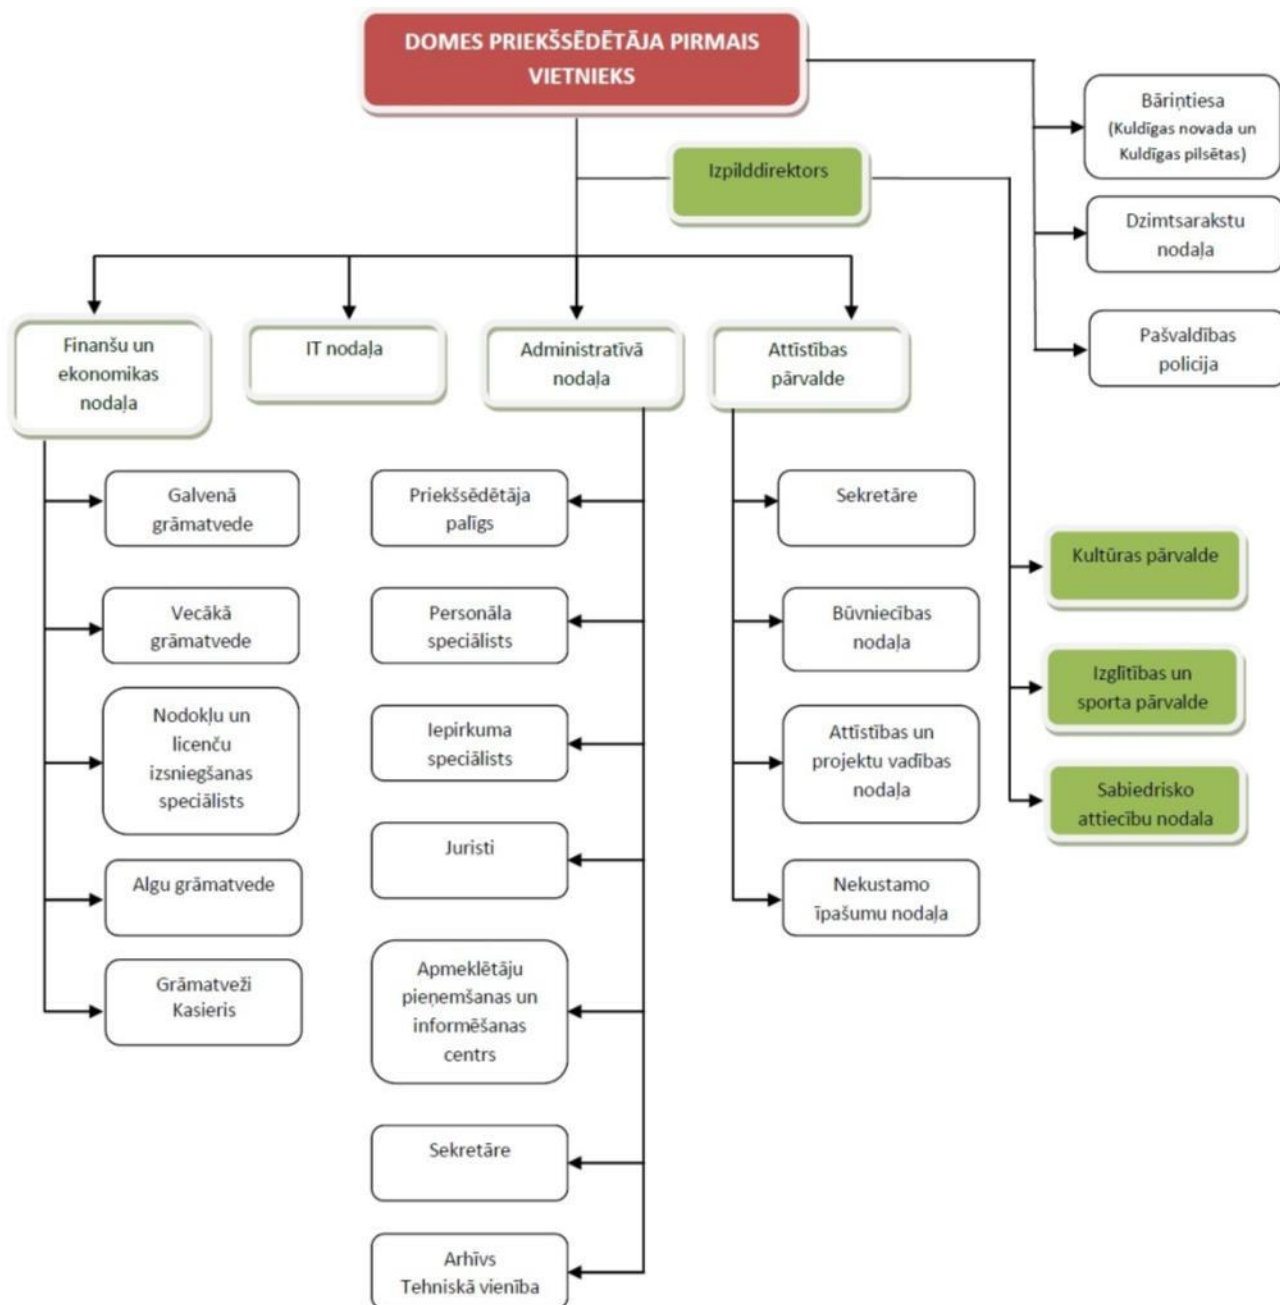 DOMES PRIEKŠSĒDĒTĀJA PIRMAIS
VIETNIEKS
Bāriņtiesa
(Kuldīgas novada un
Kuldīgas pilsētas)
Izpilddirektors
Dzimtsarakstu
nodaļa
Pašvaldības
policija
Finanšu un
ekonomikas
nodaļa
IT nodaļa
Administratīvā
nodaļa
Attīstības
pārvalde
Galvenā
grāmatvede
Vecākā
grāmatvede
Nodokļu un
licenču
izsniegšanas
speciālists
Algu grāmatvede
Grāmatveži
Kasieris
Priekšsēdētāja
palīgs
Personāla
speciālists
Iepirkuma
speciālists
Juristi
Apmeklētāju
pieņemšanas un
informēšanas
centrs
Sekretāre
Arhīvs
Tehniskā vienība
Sekretāre
Būvniecības
nodaļa
Attīstības un
projektu vadības
nodaļa
Nekustamo
īpašumu nodaļa
Kultūras pārvalde
Izglītības un
sporta pārvalde
Sabiedrisko
attiecību nodala